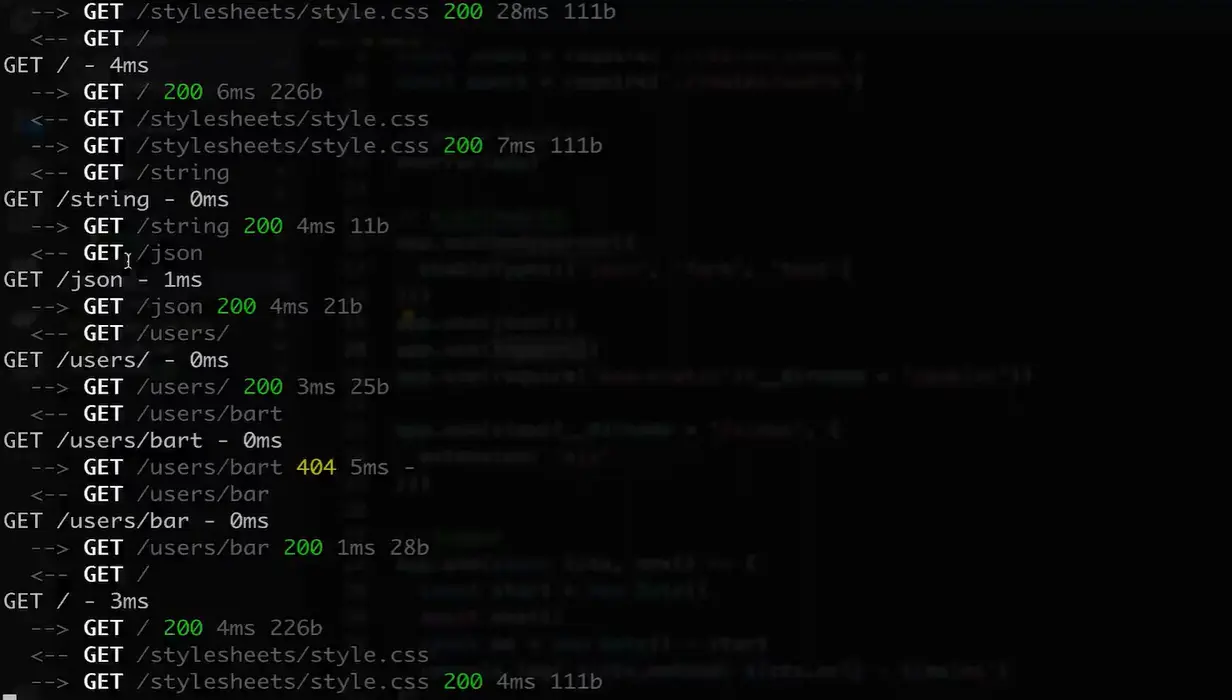 --> GET /stylesheets/style.css 200 28ms 111b
<-- GET /
GET / - 4ms
--> GET / 200 6ms 226b
<-- GET /stylesheets/style.css
--> GET /stylesheets/style.css 200 7ms 111b
<-- GET /string
GET /string - 0ms
--> GET /string 200 4ms 11b
<-- GET /json
GET /json - 1ms
--> GET /json 200 4ms 21b
<-- GET /users/
GET /users/ - 0ms
--> GET /users/ 200 3ms 25b
<-- GET /users/bart
GET /users/bart - 0ms
--> GET /users/bart 404 5ms -
<-- GET /users/bar
GET /users/bar - 0ms
--> GET /users/bar 200 1ms 28b
<-- GET /
GET / - 3ms
--> GET / 200 4ms 226b
<-- GET /stylesheets/style.css
--> GET /stylesheets/style.css 200 4ms 111b